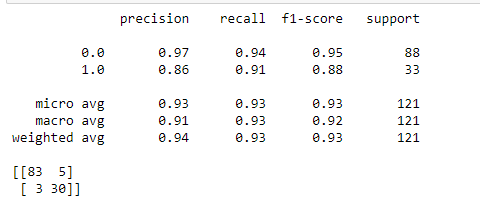 precision recall f1-score support
0.0 0.97 0.94 0.95 88
1.0 0.86 0.91 0.88 33
micro avg 0.93 0.93 0.93 121
macro avg 0.91 0.93 0.92 121
weighted avg 0.94 0.93 0.93 121
[[83 5]
[ 3 30]]